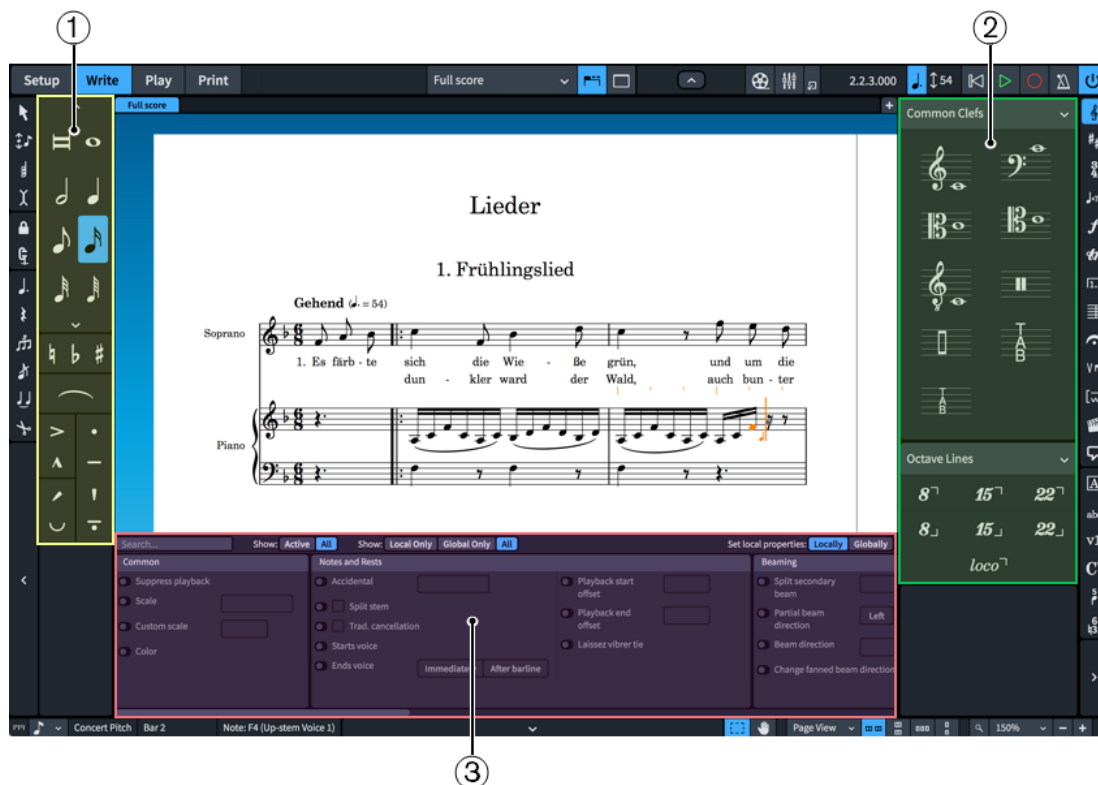 1
2
Setup Write Play Print Full score 2.2.3.000 54
Full score
Common Clefs
Lieder
1. Frühlingslied
Gehend (♩. = 54)
Soprano
1. Es färb - te sich die Wie - ße grün, und um die
dun - kler ward der Wald, auch bun - ter
Piano
T
A
B
T
A
B
Octave Lines
8 15 22
8 15 22
loco
Search... Show: Active All Show: Local Only Global Only All Set local properties: Locally Globally
Common Notes and Rests Beaming
Suppress playback Accidental Playback start offset Split secondary beam
Scale Split stem Playback end offset Partial beam direction Left
Custom scale Trad. cancellation Laissez vibrer tie Beam direction
Color Starts voice Change fanned beam direction
Ends voice Immediately After barline
Concert Pitch Bar 2 Note: F4 (Up-stem Voice 1) Page View 150%
3